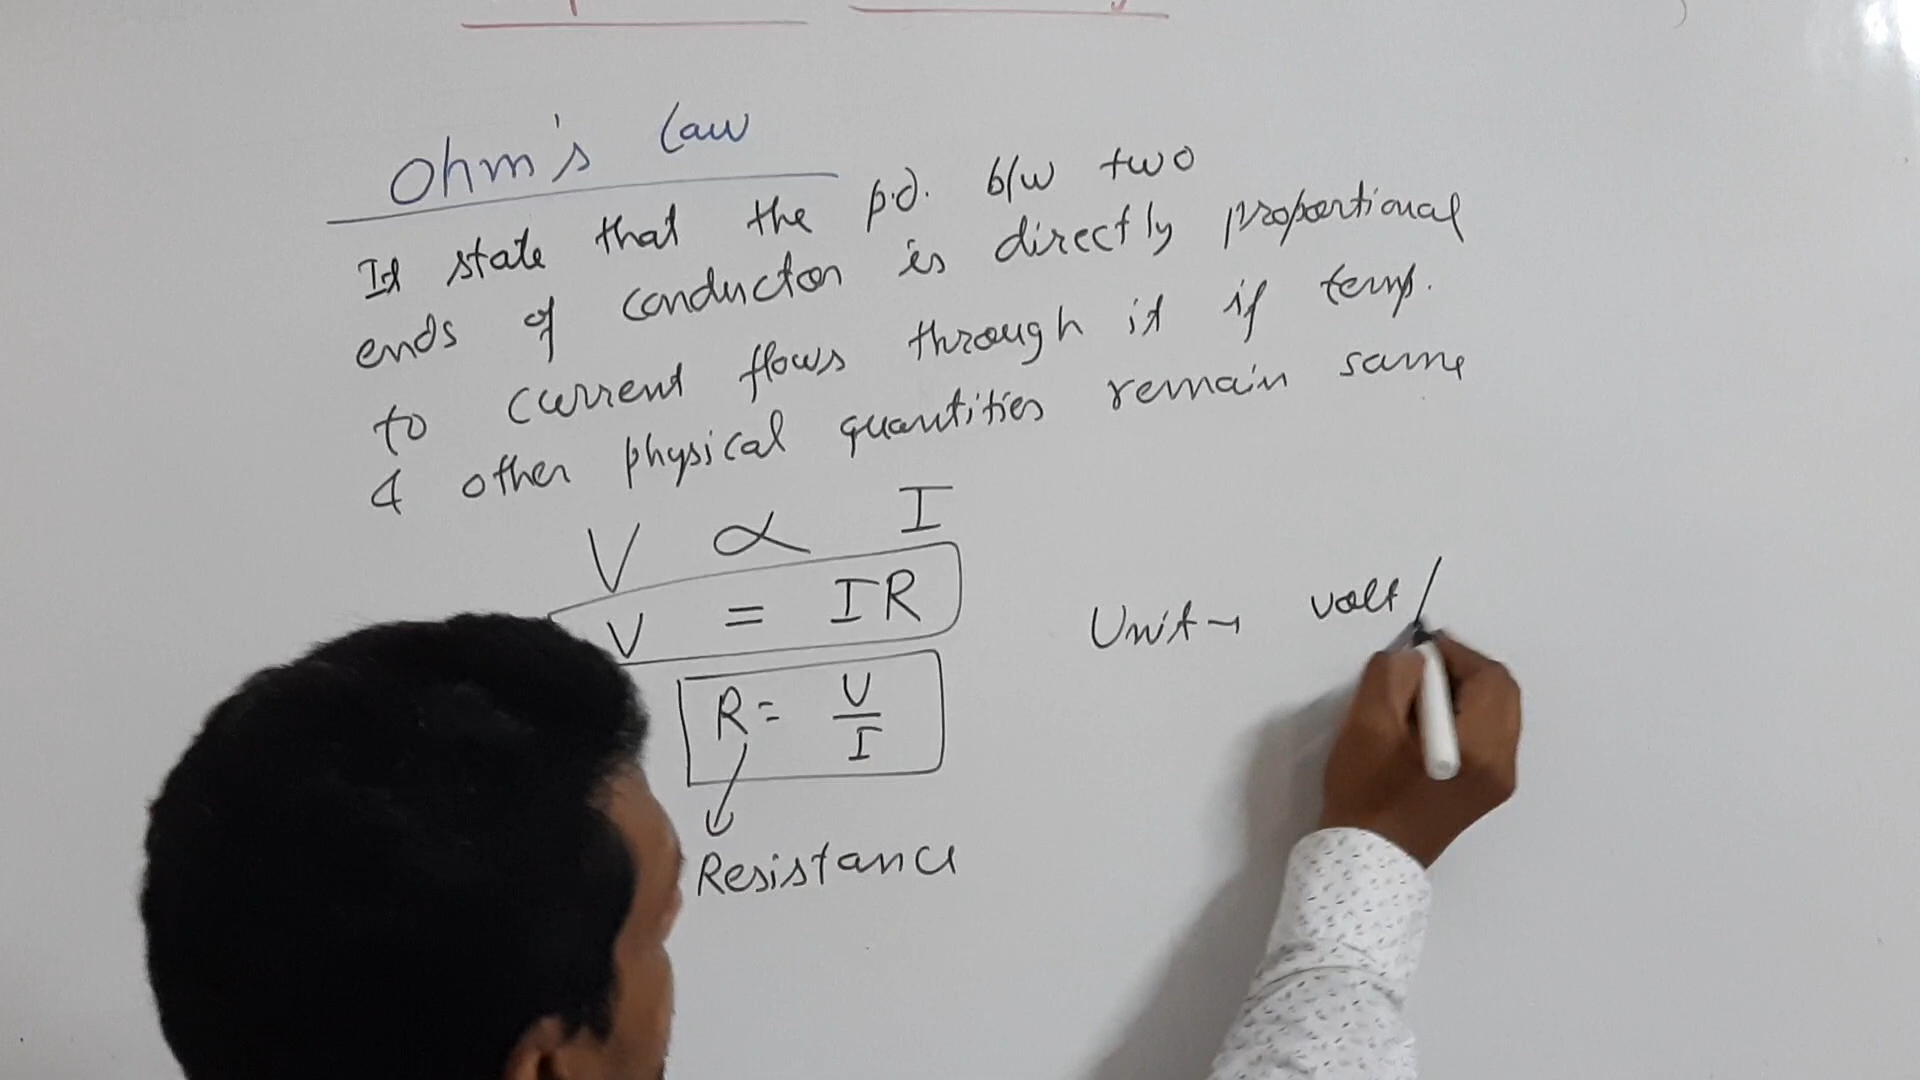 Ohm's Law
It state that the p.d. b/w two
ends of conductor is directly proportional
to current flows through it if temp.
& other physical quantities remain same
V ∝ I
V = IR
R = V/I
Resistance
Unit → volt/